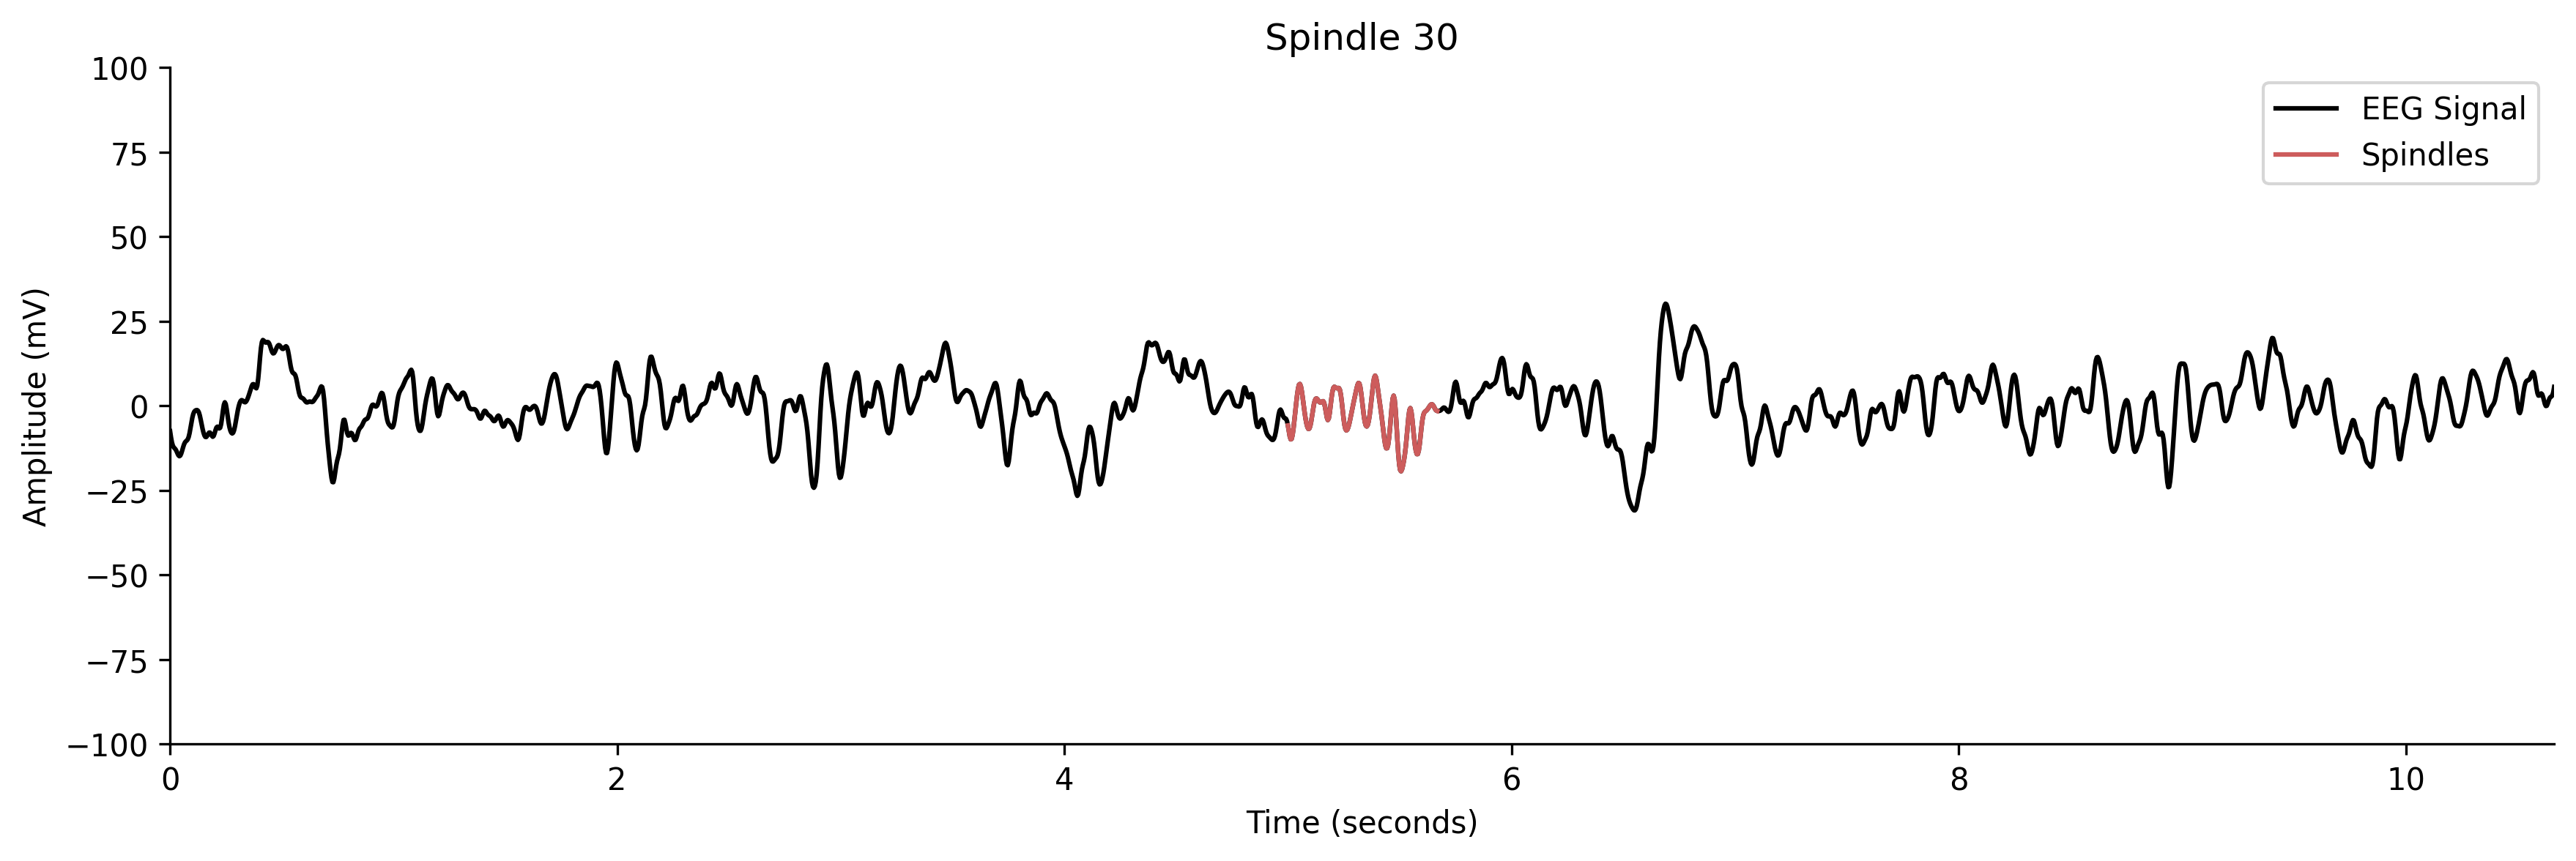 Spindle 30
100
75
50
25
0
−25
−50
−75
−100
Amplitude (mV)
EEG Signal
Spindles
0 2 4 6 8 10
Time (seconds)